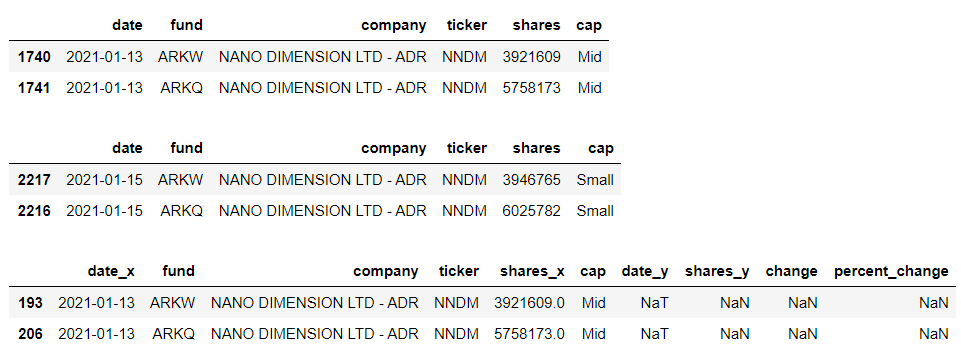 date fund company ticker shares cap
1740 2021-01-13 ARKW NANO DIMENSION LTD - ADR NNDM 3921609 Mid
1741 2021-01-13 ARKQ NANO DIMENSION LTD - ADR NNDM 5758173 Mid
date fund company ticker shares cap
2217 2021-01-15 ARKW NANO DIMENSION LTD - ADR NNDM 3946765 Small
2216 2021-01-15 ARKQ NANO DIMENSION LTD - ADR NNDM 6025782 Small
date_x fund company ticker shares_x cap date_y shares_y change percent_change
193 2021-01-13 ARKW NANO DIMENSION LTD - ADR NNDM 3921609.0 Mid NaT NaN NaN NaN
206 2021-01-13 ARKQ NANO DIMENSION LTD - ADR NNDM 5758173.0 Mid NaT NaN NaN NaN